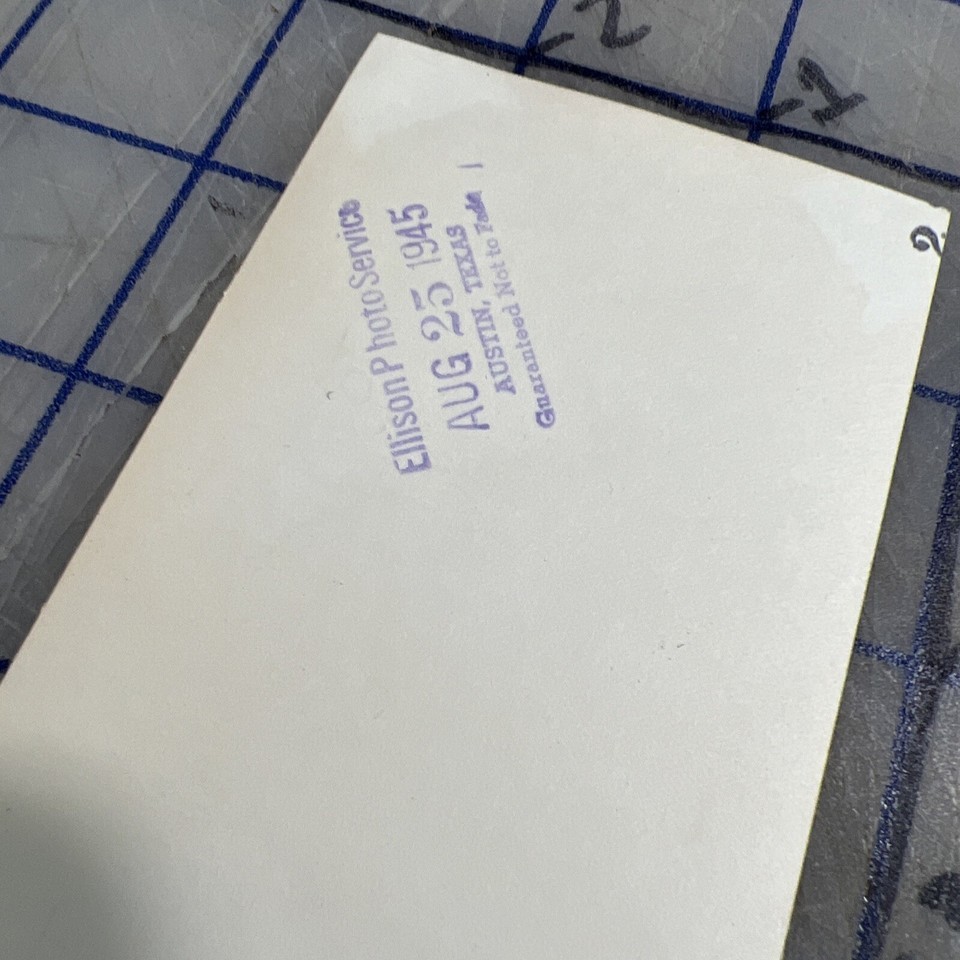 Ellison Photo Service
AUG 25 1945
AUSTIN, TEXAS
Guaranteed Not to Fade
2